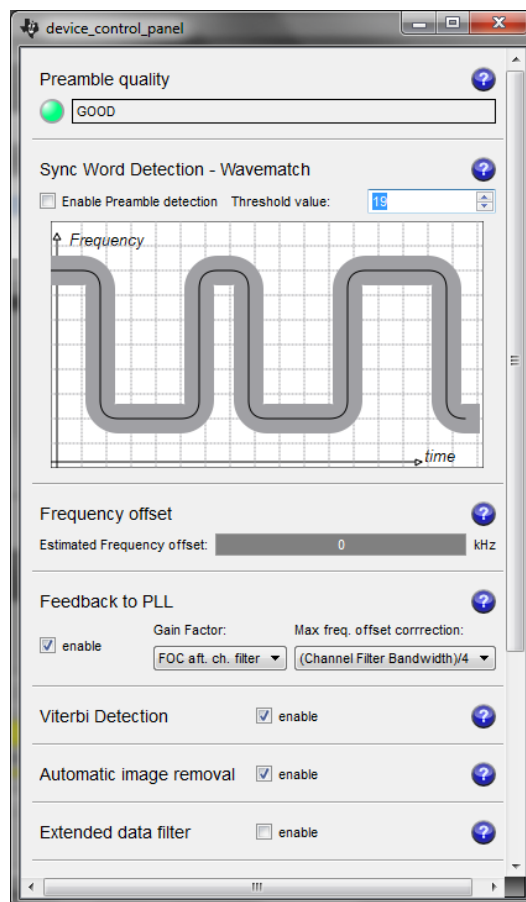 device_control_panel
Preamble quality
GOOD
Sync Word Detection - Wavematch
Enable Preamble detection Threshold value: 19
Frequency
time
Frequency offset
Estimated Frequency offset: 0 kHz
Feedback to PLL
Gain Factor: Max freq. offset corrrection:
enable FOC aft. ch. filter (Channel Filter Bandwidth)/4
Viterbi Detection enable
Automatic image removal enable
Extended data filter enable